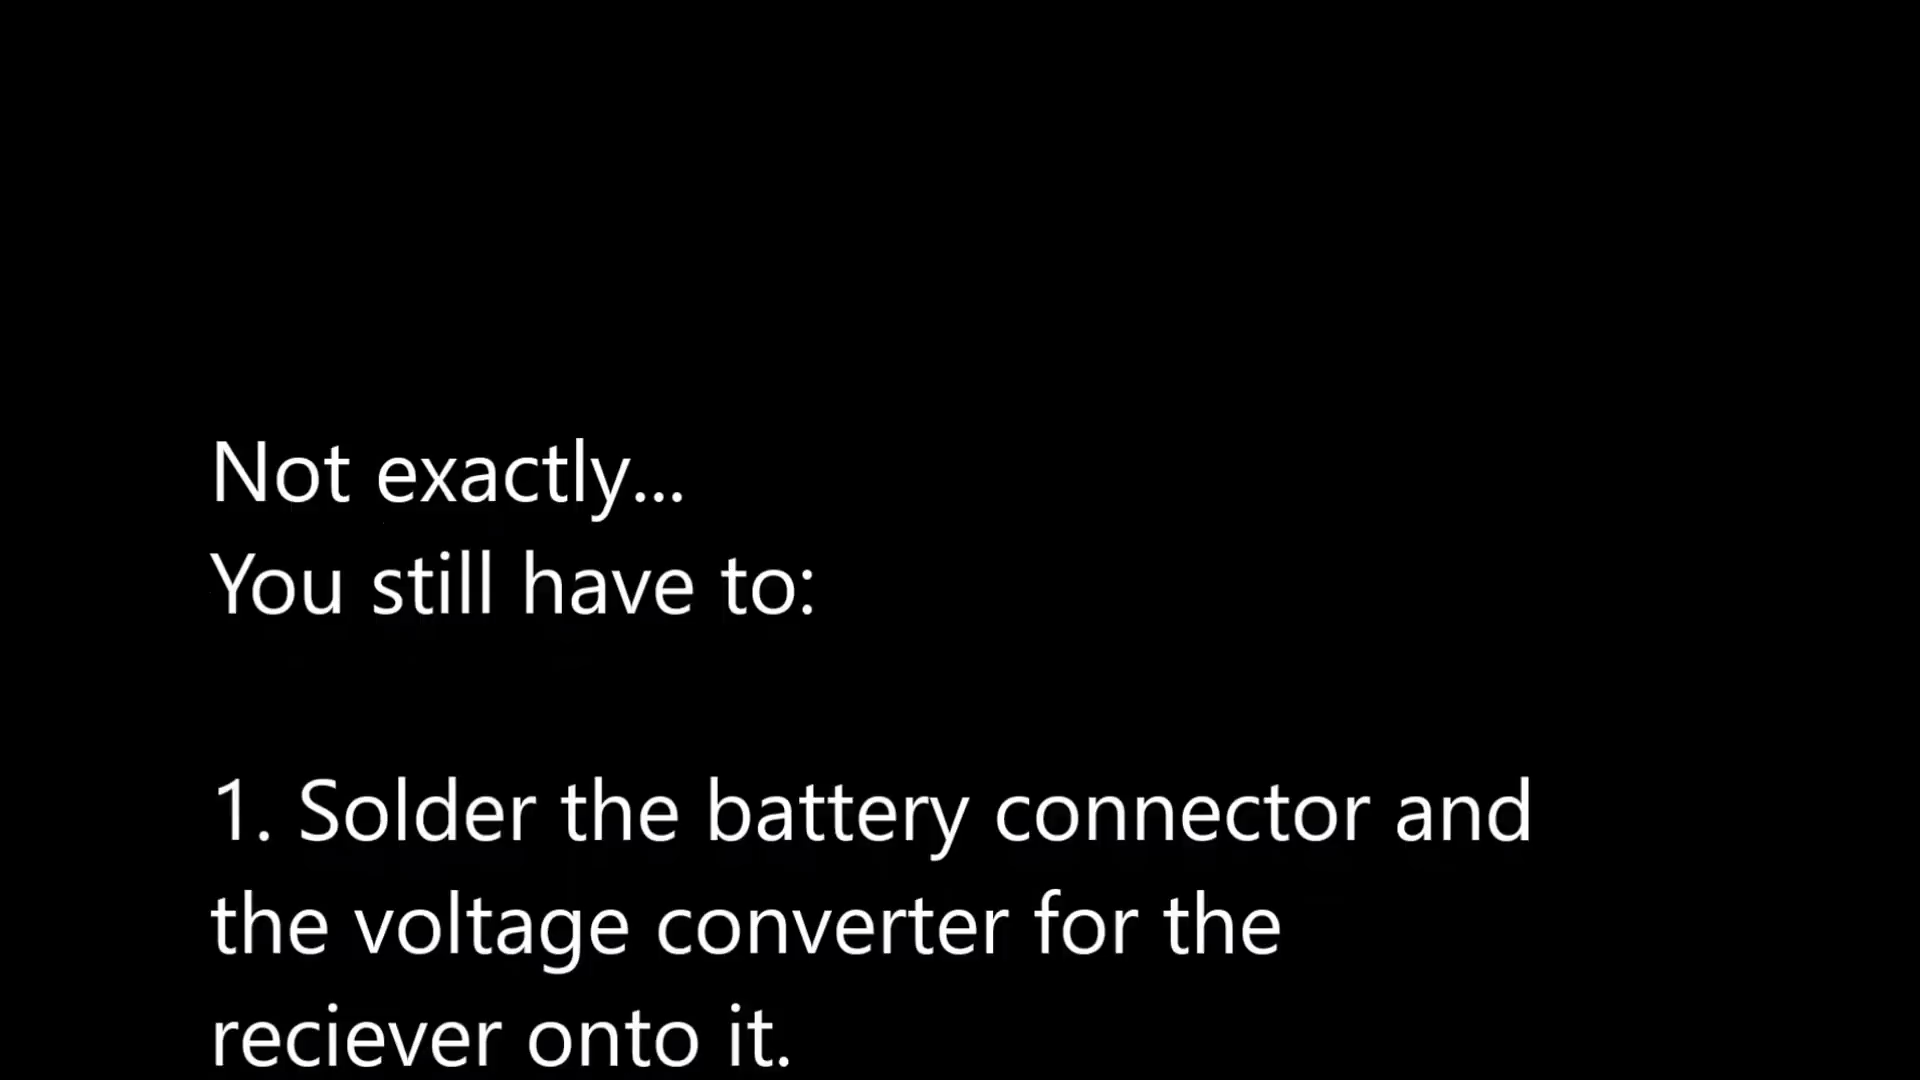 Not exactly...
You still have to:
1. Solder the battery connector and
the voltage converter for the
reciever onto it.